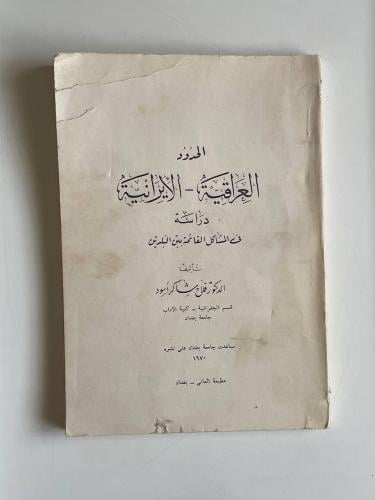 الحدود
العراقية - الايرانية
دراسة
في المشاكل القائمة بين البلدين
تأليف
الدكتور فلاح شاكر اسود
قسم الجغرافية - كلية الآداب
جامعة بغداد
ساعدت جامعة بغداد على نشره
١٩٧٠
مطبعة العاني - بغداد